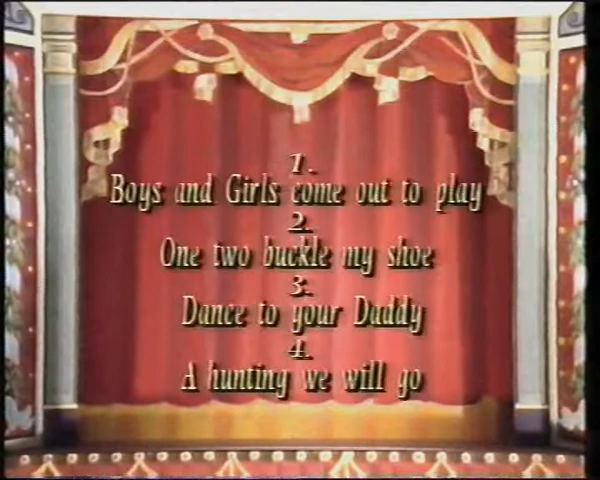 1.
Boys and Girls come out to play
2.
One two buckle my shoe
3.
Dance to your Daddy
4.
A hunting we will go